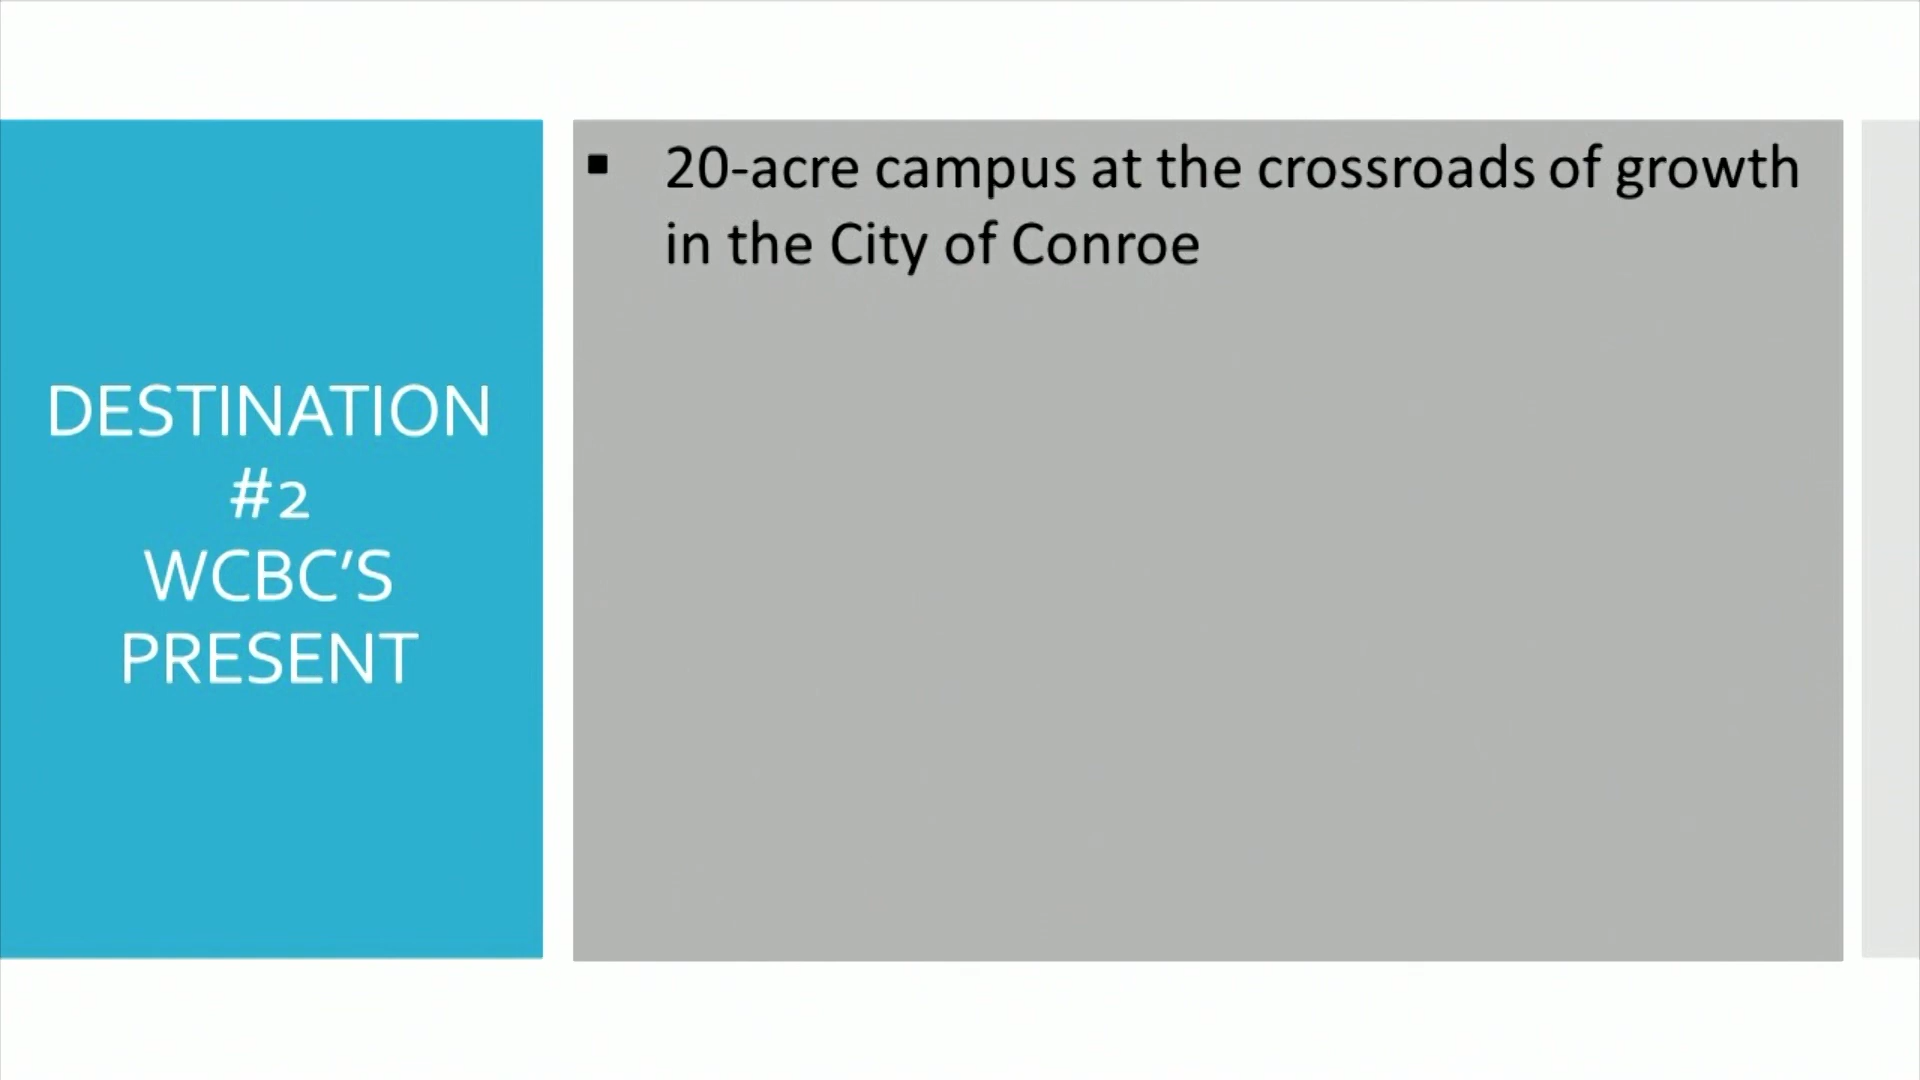 DESTINATION
#2
WCBC’S
PRESENT
▪ 20-acre campus at the crossroads of growth
in the City of Conroe